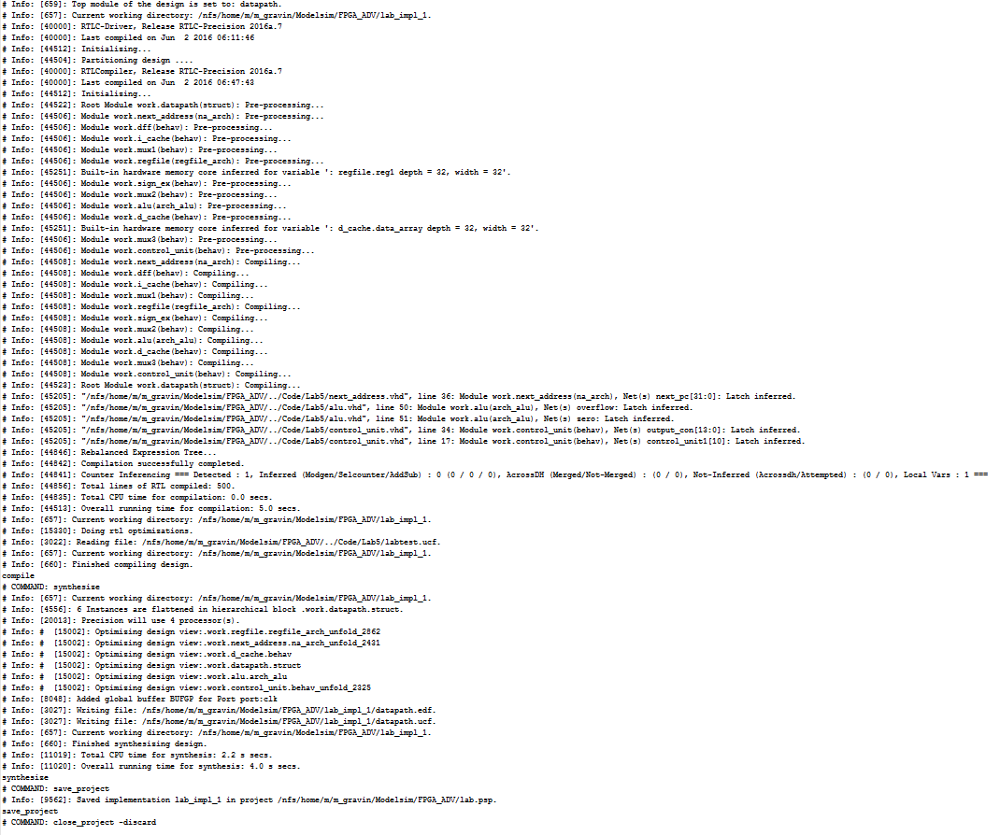 # Info: [659]: Top module of the design is set to: datapath.
# Info: [657]: Current working directory: /nfs/home/m/m_gravin/Modelsim/FPGA_ADV/lab_impl_1.
# Info: [40000]: RTLC-Driver, Release RTLC-Precision 2016a.7
# Info: [40000]: Last compiled on Jun  2 2016 06:11:46
# Info: [44512]: Initializing...
# Info: [44504]: Partitioning design ....
# Info: [40000]: RTLCompiler, Release RTLC-Precision 2016a.7
# Info: [40000]: Last compiled on Jun  2 2016 06:47:43
# Info: [44512]: Initializing...
# Info: [44522]: Root Module work.datapath(struct): Pre-processing...
# Info: [44506]: Module work.next_address(na_arch): Pre-processing...
# Info: [44506]: Module work.dff(behav): Pre-processing...
# Info: [44506]: Module work.i_cache(behav): Pre-processing...
# Info: [44506]: Module work.mux1(behav): Pre-processing...
# Info: [44506]: Module work.regfile(regfile_arch): Pre-processing...
# Info: [45251]: Built-in hardware memory core inferred for variable ': regfile.reg1 depth = 32, width = 32'.
# Info: [44506]: Module work.sign_ex(behav): Pre-processing...
# Info: [44506]: Module work.mux2(behav): Pre-processing...
# Info: [44506]: Module work.alu(arch_alu): Pre-processing...
# Info: [44506]: Module work.d_cache(behav): Pre-processing...
# Info: [45251]: Built-in hardware memory core inferred for variable ': d_cache.data_array depth = 32, width = 32'.
# Info: [44506]: Module work.mux3(behav): Pre-processing...
# Info: [44506]: Module work.control_unit(behav): Pre-processing...
# Info: [44508]: Module work.next_address(na_arch): Compiling...
# Info: [44508]: Module work.dff(behav): Compiling...
# Info: [44508]: Module work.i_cache(behav): Compiling...
# Info: [44508]: Module work.mux1(behav): Compiling...
# Info: [44508]: Module work.regfile(regfile_arch): Compiling...
# Info: [44508]: Module work.sign_ex(behav): Compiling...
# Info: [44508]: Module work.mux2(behav): Compiling...
# Info: [44508]: Module work.alu(arch_alu): Compiling...
# Info: [44508]: Module work.d_cache(behav): Compiling...
# Info: [44508]: Module work.mux3(behav): Compiling...
# Info: [44508]: Module work.control_unit(behav): Compiling...
# Info: [44523]: Root Module work.datapath(struct): Compiling...
# Info: [45205]: "/nfs/home/m/m_gravin/Modelsim/FPGA_ADV/../Code/Lab5/next_address.vhd", line 36: Module work.next_address(na_arch), Net(s) next_pc[31:0]: Latch inferred.
# Info: [45205]: "/nfs/home/m/m_gravin/Modelsim/FPGA_ADV/../Code/Lab5/alu.vhd", line 50: Module work.alu(arch_alu), Net(s) overflow: Latch inferred.
# Info: [45205]: "/nfs/home/m/m_gravin/Modelsim/FPGA_ADV/../Code/Lab5/alu.vhd", line 51: Module work.alu(arch_alu), Net(s) zero: Latch inferred.
# Info: [45205]: "/nfs/home/m/m_gravin/Modelsim/FPGA_ADV/../Code/Lab5/control_unit.vhd", line 34: Module work.control_unit(behav), Net(s) output_con[13:0]: Latch inferred.
# Info: [45205]: "/nfs/home/m/m_gravin/Modelsim/FPGA_ADV/../Code/Lab5/control_unit.vhd", line 17: Module work.control_unit(behav), Net(s) control_unit1[10]: Latch inferred.
# Info: [44846]: Rebalanced Expression Tree...
# Info: [44842]: Compilation successfully completed.
# Info: [44841]: Counter Inferencing === Detected : 1, Inferred (Modgen/Selcounter/AddSub) : 0 (0 / 0 / 0), AcrossDH (Merged/Not-Merged) : (0 / 0), Not-Inferred (Acrossdh/Attempted) : (0 / 0), Local Vars : 1 ===
# Info: [44856]: Total lines of RTL compiled: 500.
# Info: [44835]: Total CPU time for compilation: 0.0 secs.
# Info: [44513]: Overall running time for compilation: 5.0 secs.
# Info: [657]: Current working directory: /nfs/home/m/m_gravin/Modelsim/FPGA_ADV/lab_impl_1.
# Info: [15330]: Doing rtl optimizations.
# Info: [3022]: Reading file: /nfs/home/m/m_gravin/Modelsim/FPGA_ADV/../Code/Lab5/labtest.ucf.
# Info: [657]: Current working directory: /nfs/home/m/m_gravin/Modelsim/FPGA_ADV/lab_impl_1.
# Info: [660]: Finished compiling design.
compile
# COMMAND: synthesize
# Info: [657]: Current working directory: /nfs/home/m/m_gravin/Modelsim/FPGA_ADV/lab_impl_1.
# Info: [4556]: 6 Instances are flattened in hierarchical block .work.datapath.struct.
# Info: [20013]: Precision will use 4 processor(s).
# Info: #  [15002]: Optimizing design view:.work.regfile.regfile_arch_unfold_2862
# Info: #  [15002]: Optimizing design view:.work.next_address.na_arch_unfold_2431
# Info: #  [15002]: Optimizing design view:.work.d_cache.behav
# Info: #  [15002]: Optimizing design view:.work.datapath.struct
# Info: #  [15002]: Optimizing design view:.work.alu.arch_alu
# Info: #  [15002]: Optimizing design view:.work.control_unit.behav_unfold_2325
# Info: [8048]: Added global buffer BUFGP for Port port:clk
# Info: [3027]: Writing file: /nfs/home/m/m_gravin/Modelsim/FPGA_ADV/lab_impl_1/datapath.edf.
# Info: [3027]: Writing file: /nfs/home/m/m_gravin/Modelsim/FPGA_ADV/lab_impl_1/datapath.ucf.
# Info: [657]: Current working directory: /nfs/home/m/m_gravin/Modelsim/FPGA_ADV/lab_impl_1.
# Info: [660]: Finished synthesizing design.
# Info: [11019]: Total CPU time for synthesis: 2.2 s secs.
# Info: [11020]: Overall running time for synthesis: 4.0 s secs.
synthesize
# COMMAND: save_project
# Info: [9562]: Saved implementation lab_impl_1 in project /nfs/home/m/m_gravin/Modelsim/FPGA_ADV/lab.psp.
save_project
# COMMAND: close_project -discard